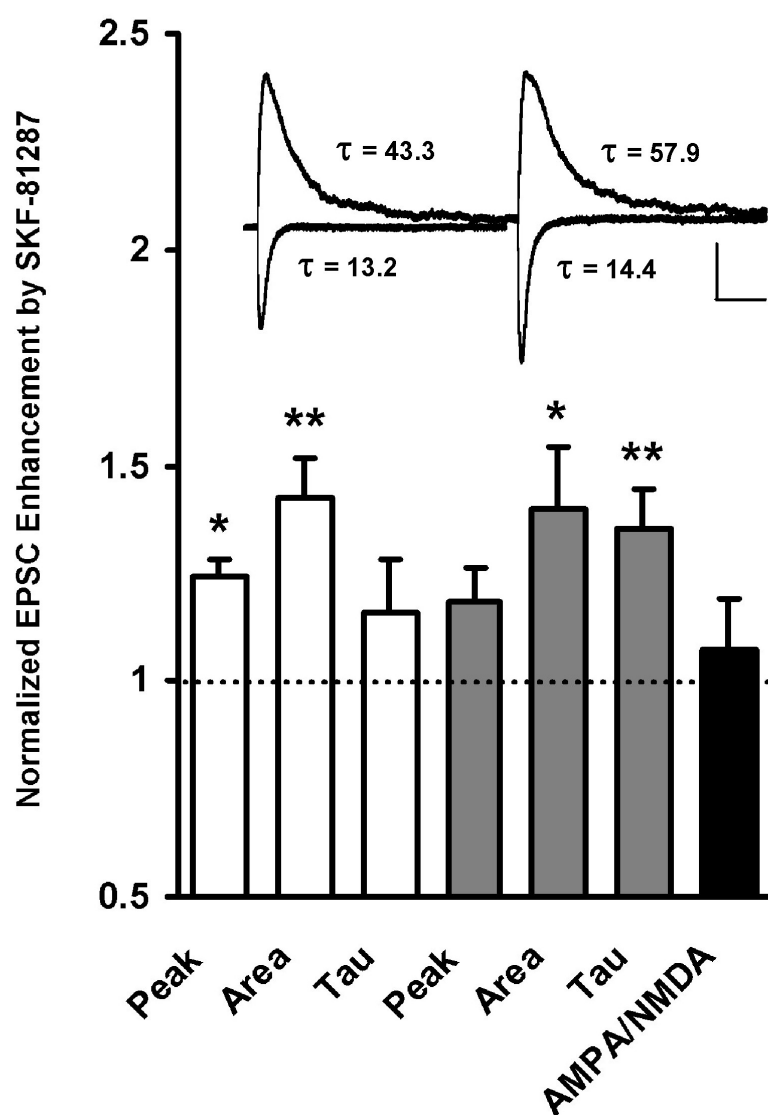 Normalized EPSC Enhancement by SKF-81287
2.5
2
1.5
1
0.5
τ = 43.3
τ = 57.9
τ = 13.2
τ = 14.4
*
**
*
**
Peak
Area
Tau
Peak
Area
Tau
AMPA/NMDA